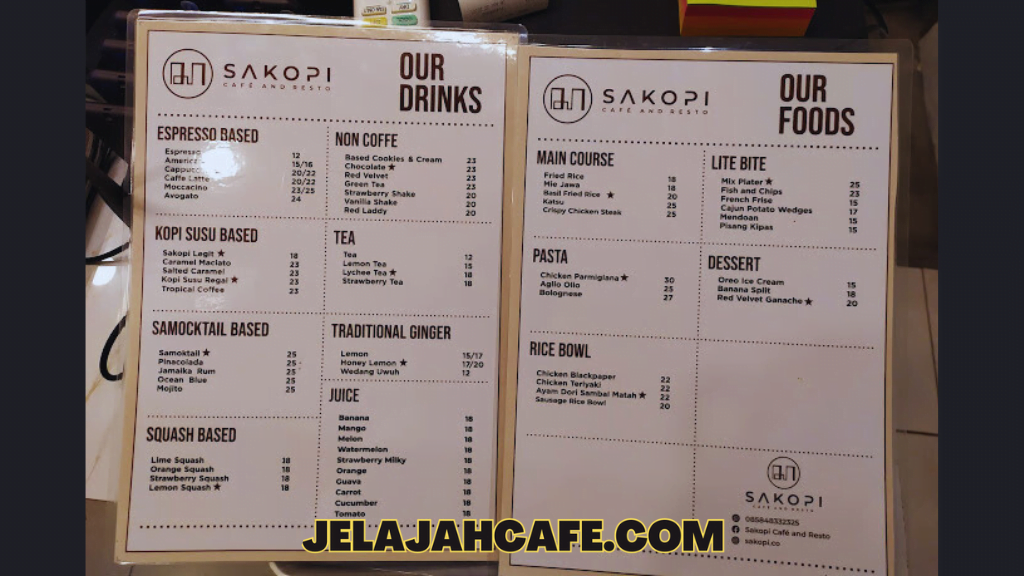 SAKOPI
CAFÉ AND RESTO
OUR
DRINKS
ESPRESSO BASED
Espresso 12
America 15/16
Cappucc 20/22
Caffe Latte 20/22
Moccacino 23/25
Avogato 24
KOPI SUSU BASED
Sakopi Legit ★ 18
Caramel Maciato 23
Salted Caramel 23
Kopi Susu Regal ★ 23
Tropical Coffee 23
SAMOCKTAIL BASED
Samoktail ★ 25
Pinacolada 25
Jamaika Rum 25
Ocean Blue 25
Mojito 25
SQUASH BASED
Lime Squash 18
Orange Squash 18
Strawberry Squash 18
Lemon Squash ★ 18
NON COFFE
Based Cookies & Cream 23
Chocolate ★ 23
Red Velvet 23
Green Tea 23
Strawberry Shake 20
Vanilla Shake 20
Red Laddy 20
TEA
Tea 12
Lemon Tea 15
Lychee Tea ★ 18
Strawberry Tea 18
TRADITIONAL GINGER
Lemon 15/17
Honey Lemon ★ 17/20
Wedang Uwuh 12
JUICE
Banana 18
Mango 18
Melon 18
Watermelon 18
Strawberry Milky 18
Orange 18
Guava 18
Carrot 18
Cucumber 18
Tomato 18
SAKOPI
CAFÉ AND RESTO
OUR
FOODS
MAIN COURSE
Fried Rice 18
Mie Jawa 18
Basil Fried Rice ★ 20
Katsu 25
Crispy Chicken Steak 25
PASTA
Chicken Parmigiana ★ 30
Aglio Olio 25
Bolognese 27
RICE BOWL
Chicken Blackpaper 22
Chicken Teriyaki 22
Ayam Dori Sambal Matah ★ 22
Sausage Rice Bowl 20
LITE BITE
Mix Plater ★ 25
Fish and Chips 23
French Frise 15
Cajun Potato Wedges 17
Mendoan 15
Pisang Kipas 15
DESSERT
Oreo Ice Cream 15
Banana Split 18
Red Velvet Ganache ★ 20
SAKOPI
CAFÉ AND RESTO
085848332325
Sakopi Café and Resto
sakopi.co
JELAJAHCAFE.COM